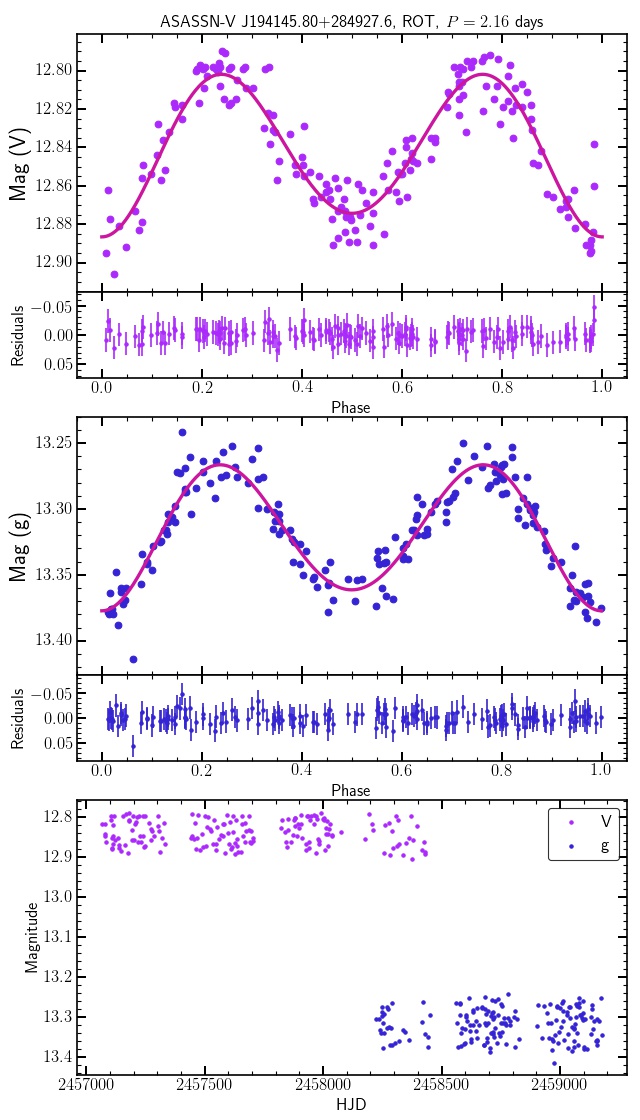 ASASSN-V J194145.80+284927.6, ROT, P = 2.16 days
12.80
12.82
12.84
12.86
12.88
12.90
Mag (V)
−0.05
0.00
0.05
Residuals
0.0 0.2 0.4 0.6 0.8 1.0
Phase
13.25
13.30
13.35
13.40
Mag (g)
−0.05
0.00
0.05
Residuals
0.0 0.2 0.4 0.6 0.8 1.0
Phase
12.8
12.9
13.0
13.1
13.2
13.3
13.4
Magnitude
V
g
2457000 2457500 2458000 2458500 2459000
HJD